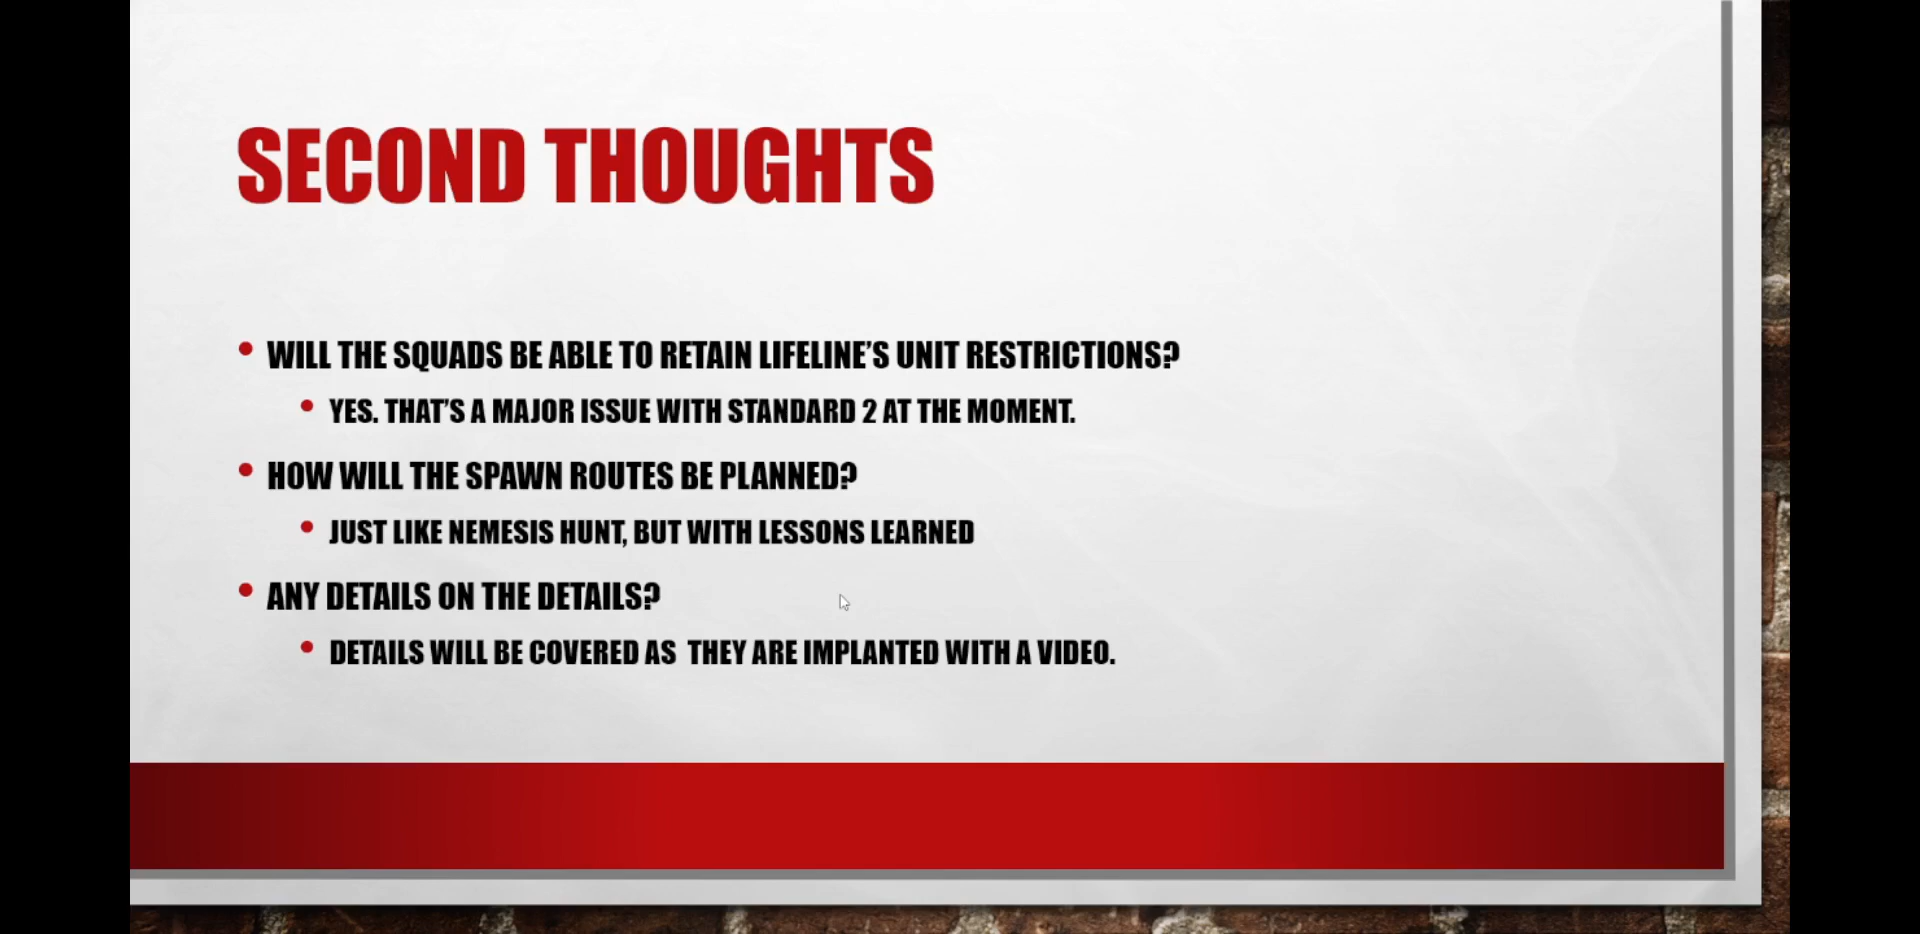 SECOND THOUGHTS
WILL THE SQUADS BE ABLE TO RETAIN LIFELINE'S UNIT RESTRICTIONS?
YES. THAT'S A MAJOR ISSUE WITH STANDARD 2 AT THE MOMENT.
HOW WILL THE SPAWN ROUTES BE PLANNED?
JUST LIKE NEMESIS HUNT, BUT WITH LESSONS LEARNED
ANY DETAILS ON THE DETAILS?
DETAILS WILL BE COVERED AS  THEY ARE IMPLANTED WITH A VIDEO.